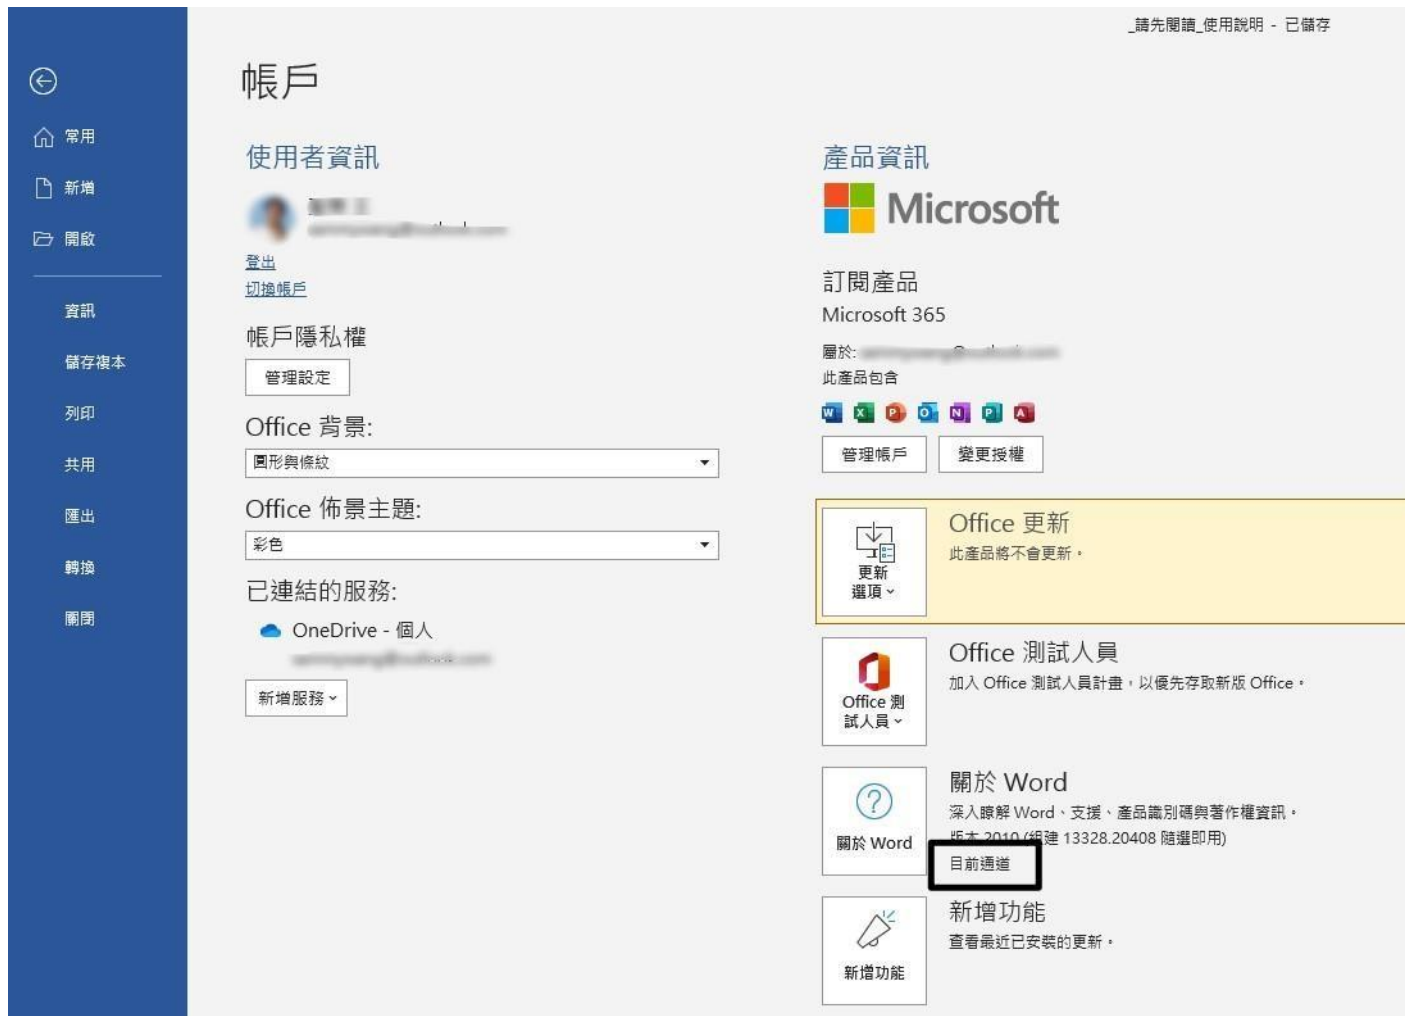 _請先閱讀_使用說明 - 已儲存
常用
新增
開啟
資訊
儲存複本
列印
共用
匯出
轉換
關閉
帳戶
使用者資訊
登出
切換帳戶
帳戶隱私權
管理設定
Office 背景:
圓形與條紋
Office 佈景主題:
彩色
已連結的服務:
OneDrive - 個人
新增服務
產品資訊
Microsoft
訂閱產品
Microsoft 365
屬於:
此產品包含
管理帳戶
變更授權
更新
選項
Office 更新
此產品將不會更新。
Office 測
試人員
Office 測試人員
加入 Office 測試人員計畫，以優先存取新版 Office。
關於 Word
關於 Word
深入瞭解 Word、支援、產品識別碼與著作權資訊。
版本 2010 (組建 13328.20408 隨選即用)
目前通道
新增功能
新增功能
查看最近已安裝的更新。